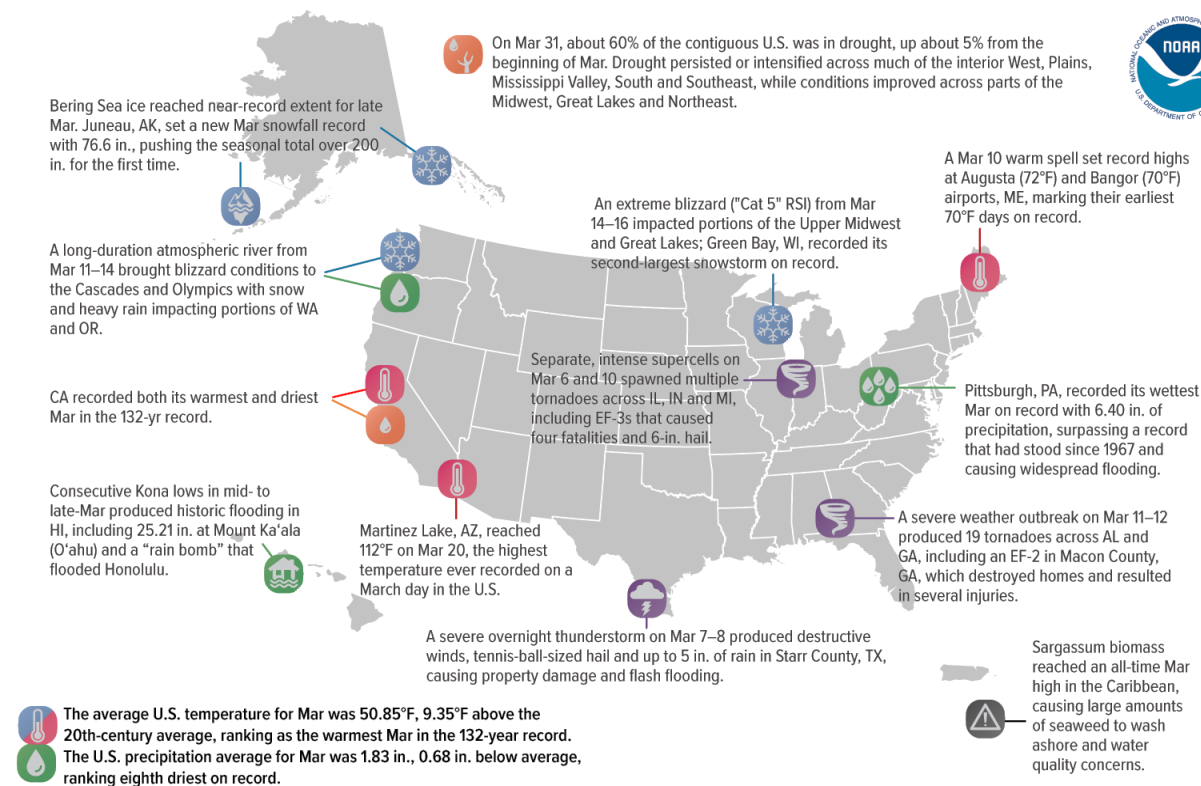 On Mar 31, about 60% of the contiguous U.S. was in drought, up about 5% from the
beginning of Mar. Drought persisted or intensified across much of the interior West, Plains,
Mississippi Valley, South and Southeast, while conditions improved across parts of the
Midwest, Great Lakes and Northeast.
NOAA
NATIONAL OCEANIC AND ATMOSPHE
U.S. DEPARTMENT OF C
Bering Sea ice reached near-record extent for late
Mar. Juneau, AK, set a new Mar snowfall record
with 76.6 in., pushing the seasonal total over 200
in. for the first time.
A Mar 10 warm spell set record highs
at Augusta (72°F) and Bangor (70°F)
airports, ME, marking their earliest
70°F days on record.
An extreme blizzard ("Cat 5" RSI) from Mar
14–16 impacted portions of the Upper Midwest
and Great Lakes; Green Bay, WI, recorded its
second-largest snowstorm on record.
A long-duration atmospheric river from
Mar 11–14 brought blizzard conditions to
the Cascades and Olympics with snow
and heavy rain impacting portions of WA
and OR.
Separate, intense supercells on
Mar 6 and 10 spawned multiple
tornadoes across IL, IN and MI,
including EF-3s that caused
four fatalities and 6-in. hail.
CA recorded both its warmest and driest
Mar in the 132-yr record.
Pittsburgh, PA, recorded its wettest
Mar on record with 6.40 in. of
precipitation, surpassing a record
that had stood since 1967 and
causing widespread flooding.
Consecutive Kona lows in mid- to
late-Mar produced historic flooding in
HI, including 25.21 in. at Mount Kaʻala
(Oʻahu) and a “rain bomb” that
flooded Honolulu.
Martinez Lake, AZ, reached
112°F on Mar 20, the highest
temperature ever recorded on a
March day in the U.S.
A severe weather outbreak on Mar 11–12
produced 19 tornadoes across AL and
GA, including an EF-2 in Macon County,
GA, which destroyed homes and resulted
in several injuries.
A severe overnight thunderstorm on Mar 7–8 produced destructive
winds, tennis-ball-sized hail and up to 5 in. of rain in Starr County, TX,
causing property damage and flash flooding.
Sargassum biomass
reached an all-time Mar
high in the Caribbean,
causing large amounts
of seaweed to wash
ashore and water
quality concerns.
The average U.S. temperature for Mar was 50.85°F, 9.35°F above the
20th-century average, ranking as the warmest Mar in the 132-year record.
The U.S. precipitation average for Mar was 1.83 in., 0.68 in. below average,
ranking eighth driest on record.